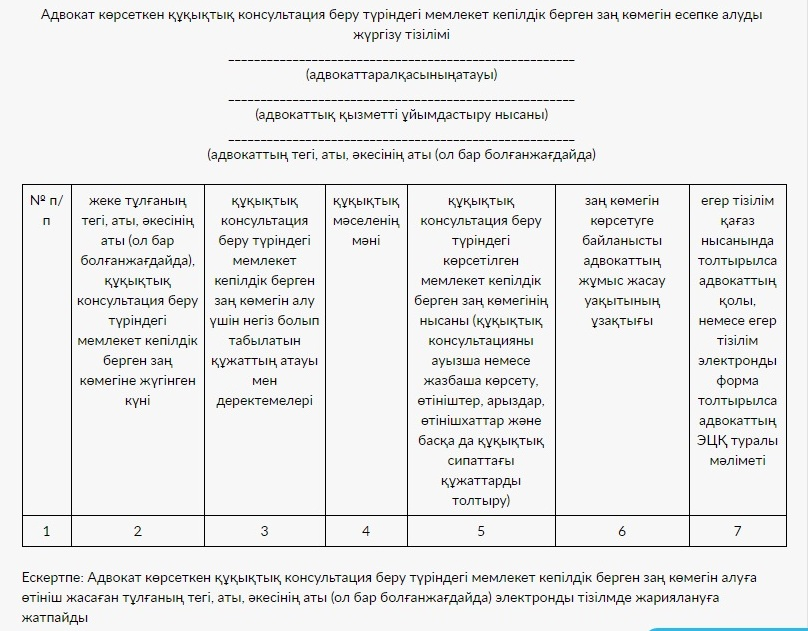 Адвокат көрсеткен құқықтық консультация беру түріндегі мемлекет кепілдік берген заң көмегін есепке алуды
жүргізу тізілімі
______________________________________________________
(адвокаттаралқасыныңатауы)
______________________________________________________
(адвокаттық қызметті ұйымдастыру нысаны)
______________________________________________________
(адвокаттың тегі, аты, әкесінің аты (ол бар болғанжағдайда)
№ п/
п
жеке тұлғаның
тегі, аты, әкесінің
аты (ол бар
болғанжағдайда),
құқықтық
консультация беру
түріндегі
мемлекет кепілдік
берген заң
көмегіне жүгінген
күні
құқықтық
консультация
беру түріндегі
мемлекет
кепілдік берген
заң көмегін алу
үшін негіз болып
табылатын
құжаттың атауы
мен
деректемелері
құқықтық
мәселенің
мәні
құқықтық
консультация беру
түріндегі
көрсетілген
мемлекет кепілдік
берген заң көмегінің
нысаны (құқықтық
консультацияны
ауызша немесе
жазбаша көрсету,
өтініштер, арыздар,
өтінішхаттар және
басқа да құқықтық
сипаттағы
құжаттарды
толтыру)
заң көмегін
көрсетуге
байланысты
адвокаттың
жұмыс жасау
уақытының
ұзақтығы
егер тізілім
қағаз
нысанында
толтырылса
адвокаттың
қолы,
немесе егер
тізілім
электронды
форма
толтырылса
адвокаттың
ЭЦҚ туралы
мәліметі
1 2 3 4 5 6 7
Ескертпе: Адвокат көрсеткен құқықтық консультация беру түріндегі мемлекет кепілдік берген заң көмегін алуға
өтініш жасаған тұлғаның тегі, аты, әкесінің аты (ол бар болғанжағдайда) электронды тізілмде жариялануға
жатпайды